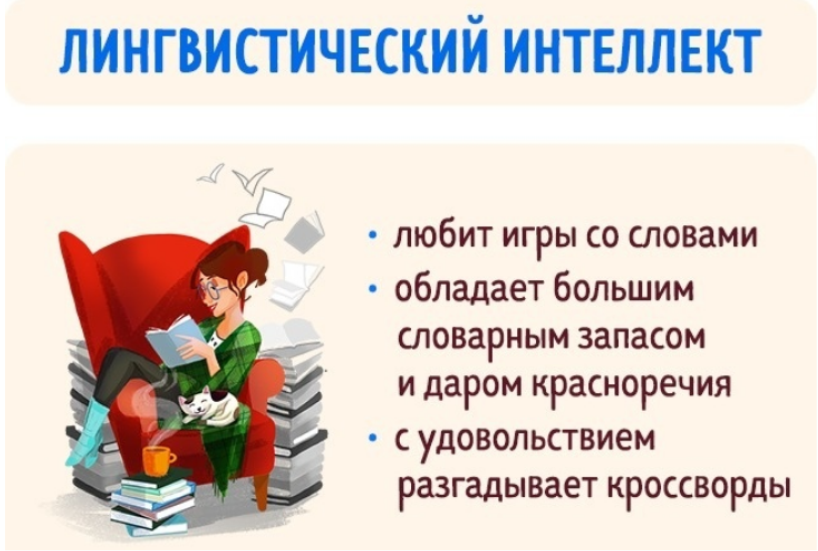 ЛИНГВИСТИЧЕСКИЙ ИНТЕЛЛЕКТ
• любит игры со словами
• обладает большим
словарным запасом
и даром красноречия
• с удовольствием
разгадывает кроссворды